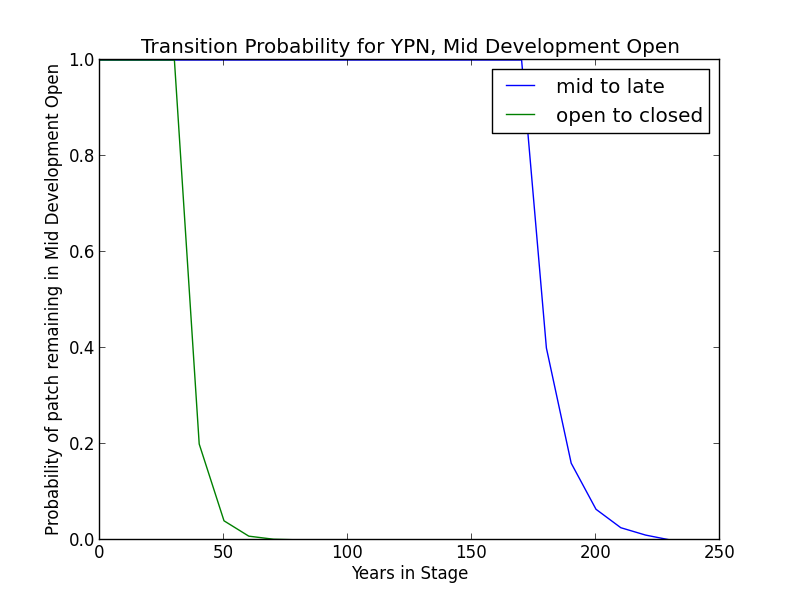 Transition Probability for YPN, Mid Development Open
Probability of patch remaining in Mid Development Open
1.0
0.8
0.6
0.4
0.2
0.0
mid to late
open to closed
0
50
100
150
200
250
Years in Stage